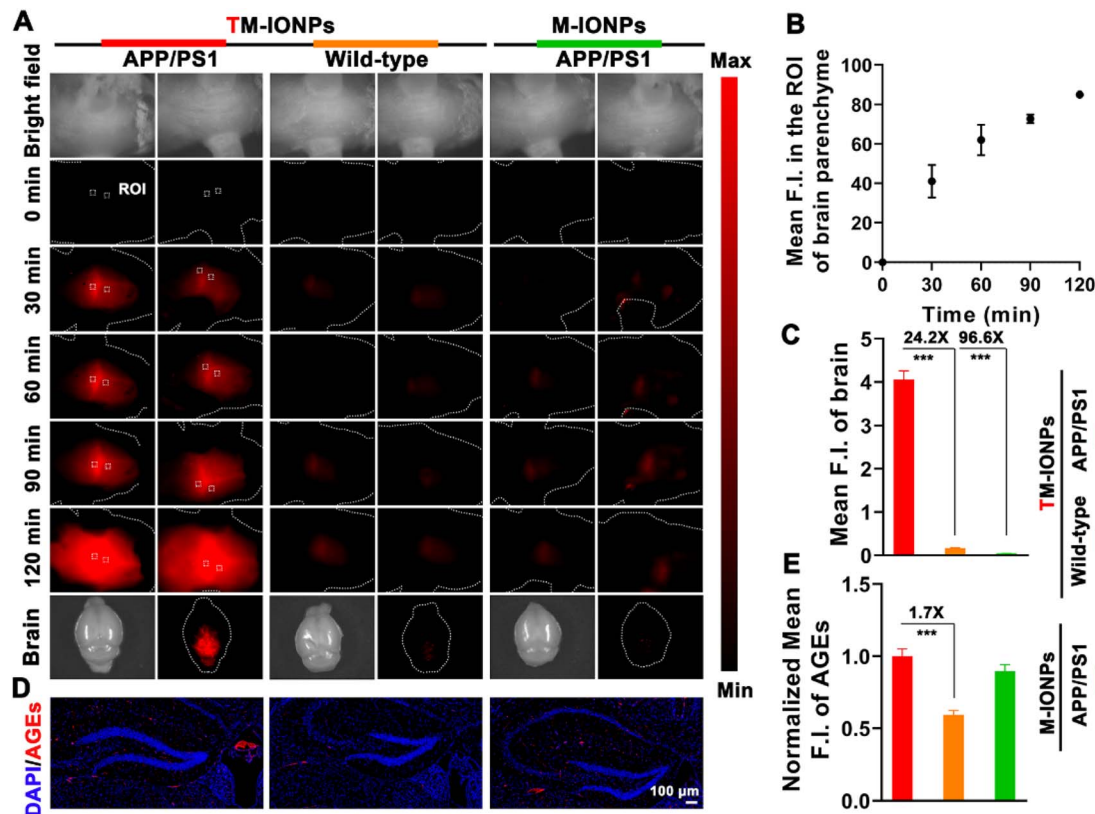 A
TM-IONPs
M-IONPs
APP/PS1
Wild-type
APP/PS1
Bright field
0 min
ROI
30 min
60 min
90 min
120 min
Brain
Max
Min
B
Mean F.I. in the ROI
of brain parenchyme
100
80
60
40
20
0
0
30
60
90
120
Time (min)
C
Mean F.I. of brain
5
4
3
2
1
0
24.2X
96.6X
***
***
TM-IONPs
APP/PS1
Wild-type
M-IONPs
APP/PS1
D
DAPI/AGEs
100 µm
E
Normalized Mean
F.I. of AGEs
1.5
1.0
0.5
0.0
1.7X
***